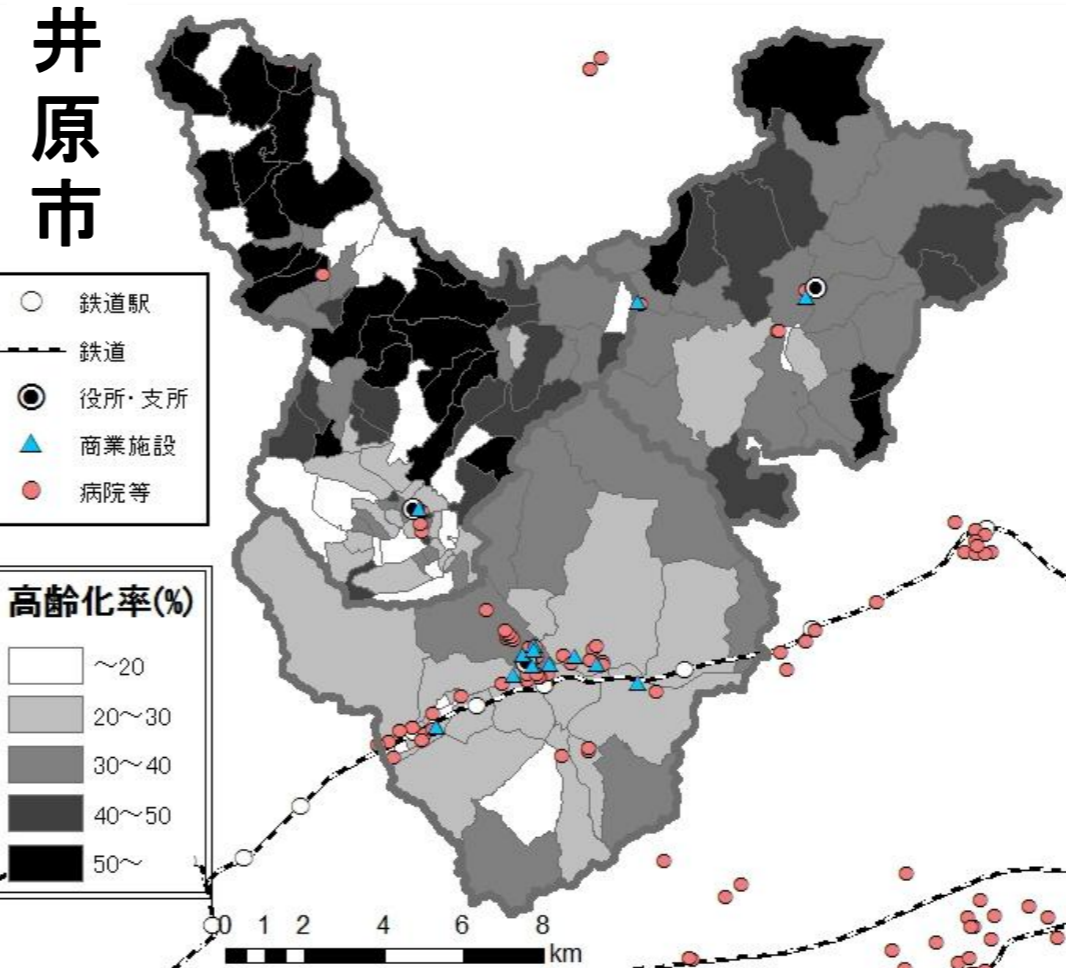 井原市
鉄道駅
鉄道
役所・支所
商業施設
病院等
高齢化率(%)
～20
20～30
30～40
40～50
50～
0 1 2 4 6 8
km